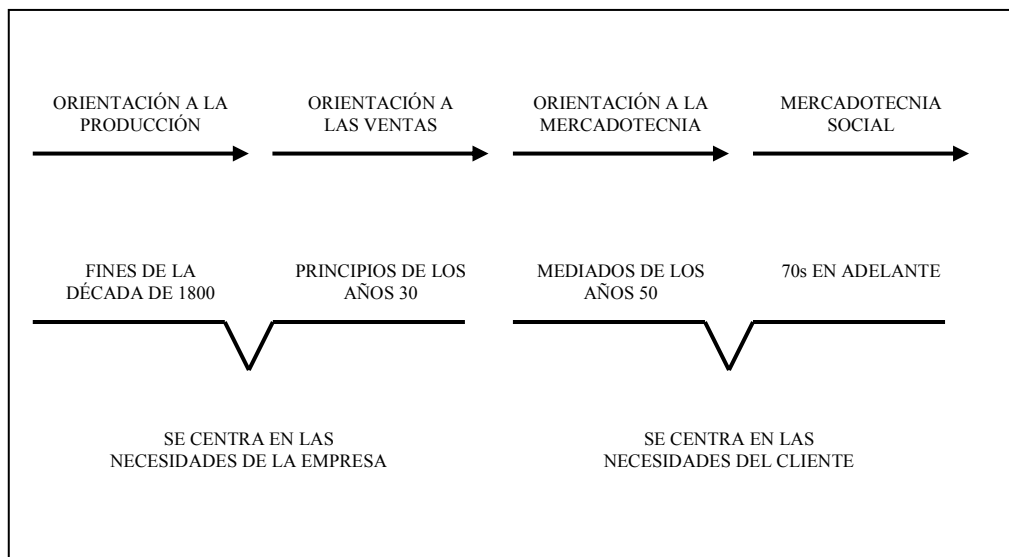 ORIENTACIÓN A LA
PRODUCCIÓN
ORIENTACIÓN A
LAS VENTAS
ORIENTACIÓN A LA
MERCADOTECNIA
MERCADOTECNIA
SOCIAL
FINES DE LA
DÉCADA DE 1800
PRINCIPIOS DE LOS
AÑOS 30
MEDIADOS DE LOS
AÑOS 50
70s EN ADELANTE
SE CENTRA EN LAS
NECESIDADES DE LA EMPRESA
SE CENTRA EN LAS
NECESIDADES DEL CLIENTE